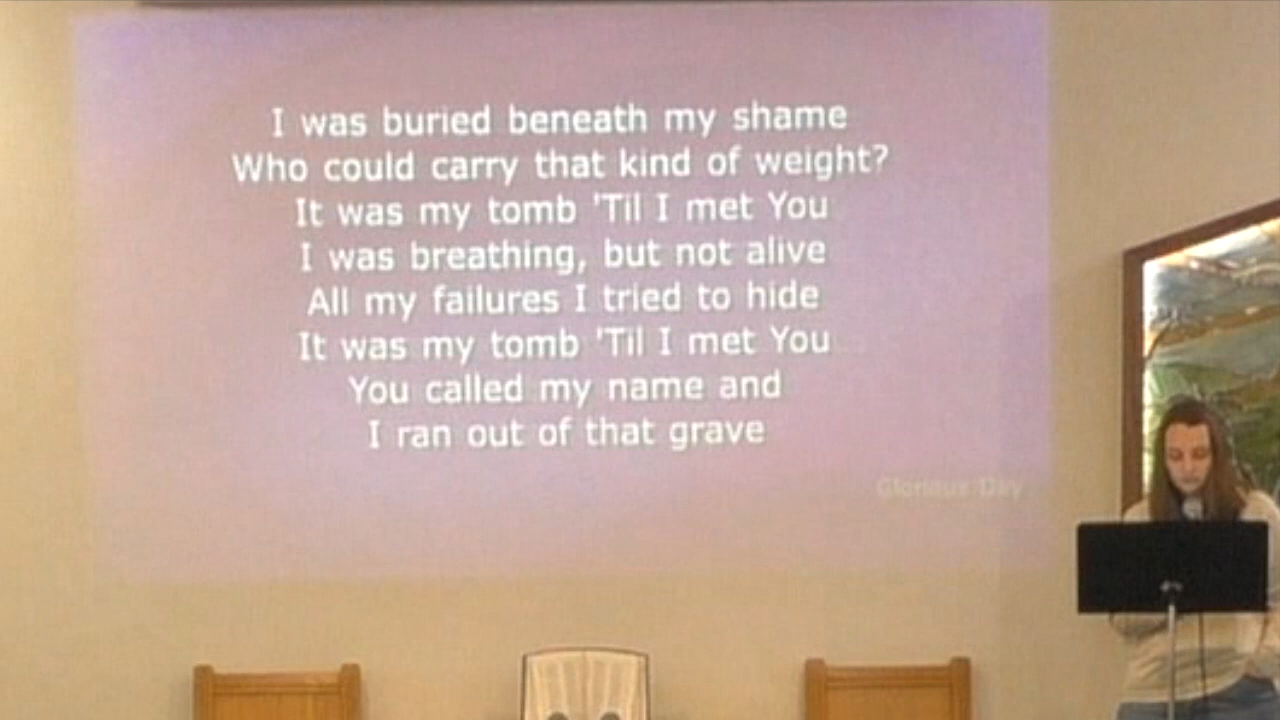 I was buried beneath my shame
Who could carry that kind of weight?
It was my tomb 'Til I met You
I was breathing, but not alive
All my failures I tried to hide
It was my tomb 'Til I met You
You called my name and
I ran out of that grave
Glorious Day